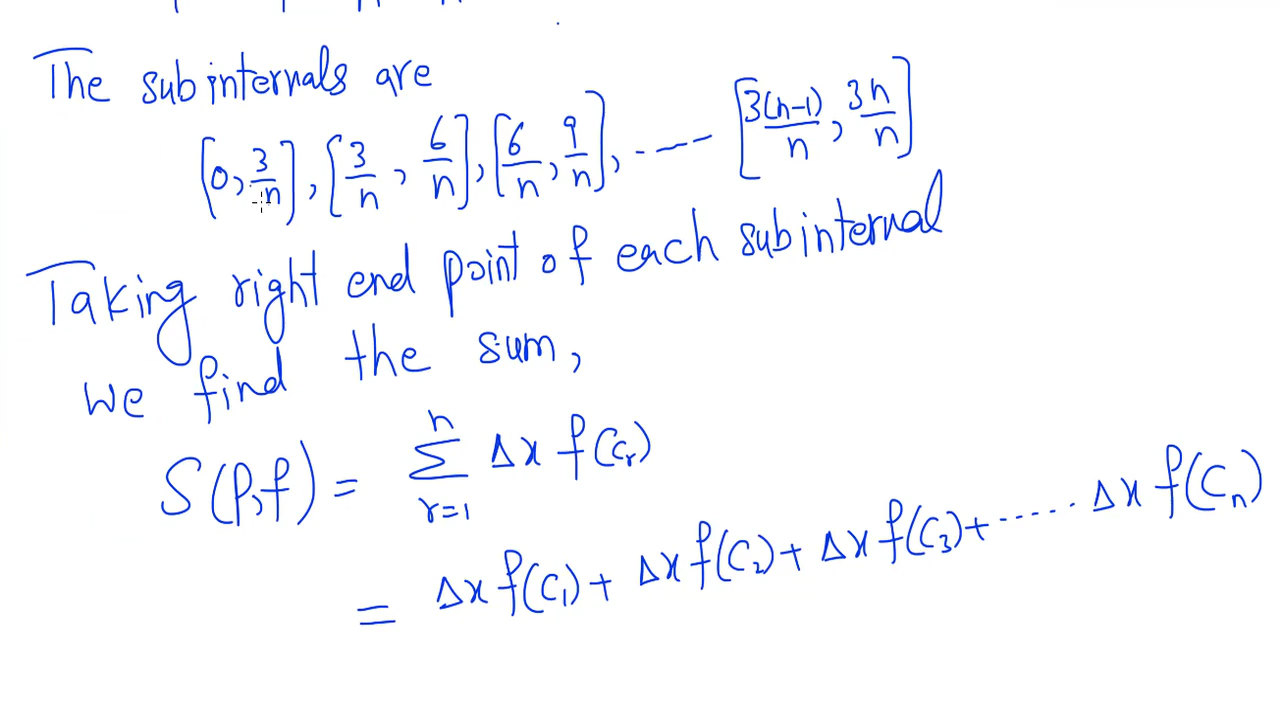 The subinternals are
[0, 3/n], [3/n, 6/n], [6/n, 9/n], ..... [3(n-1)/n, 3n/n]
Taking right end point of each subinternal
we find the sum,
S(P,f) = ∑_{r=1}^{n} Δx f(c_r)
= Δx f(C_1) + Δx f(C_2) + Δx f(C_3) + ..... Δx f(C_n)